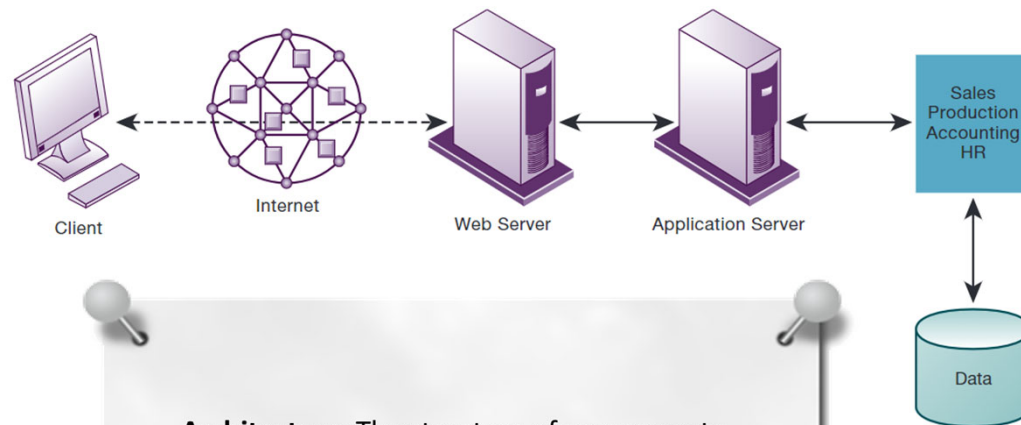 Sales
Production
Accounting
HR
Internet
Client
Web Server
Application Server
Data